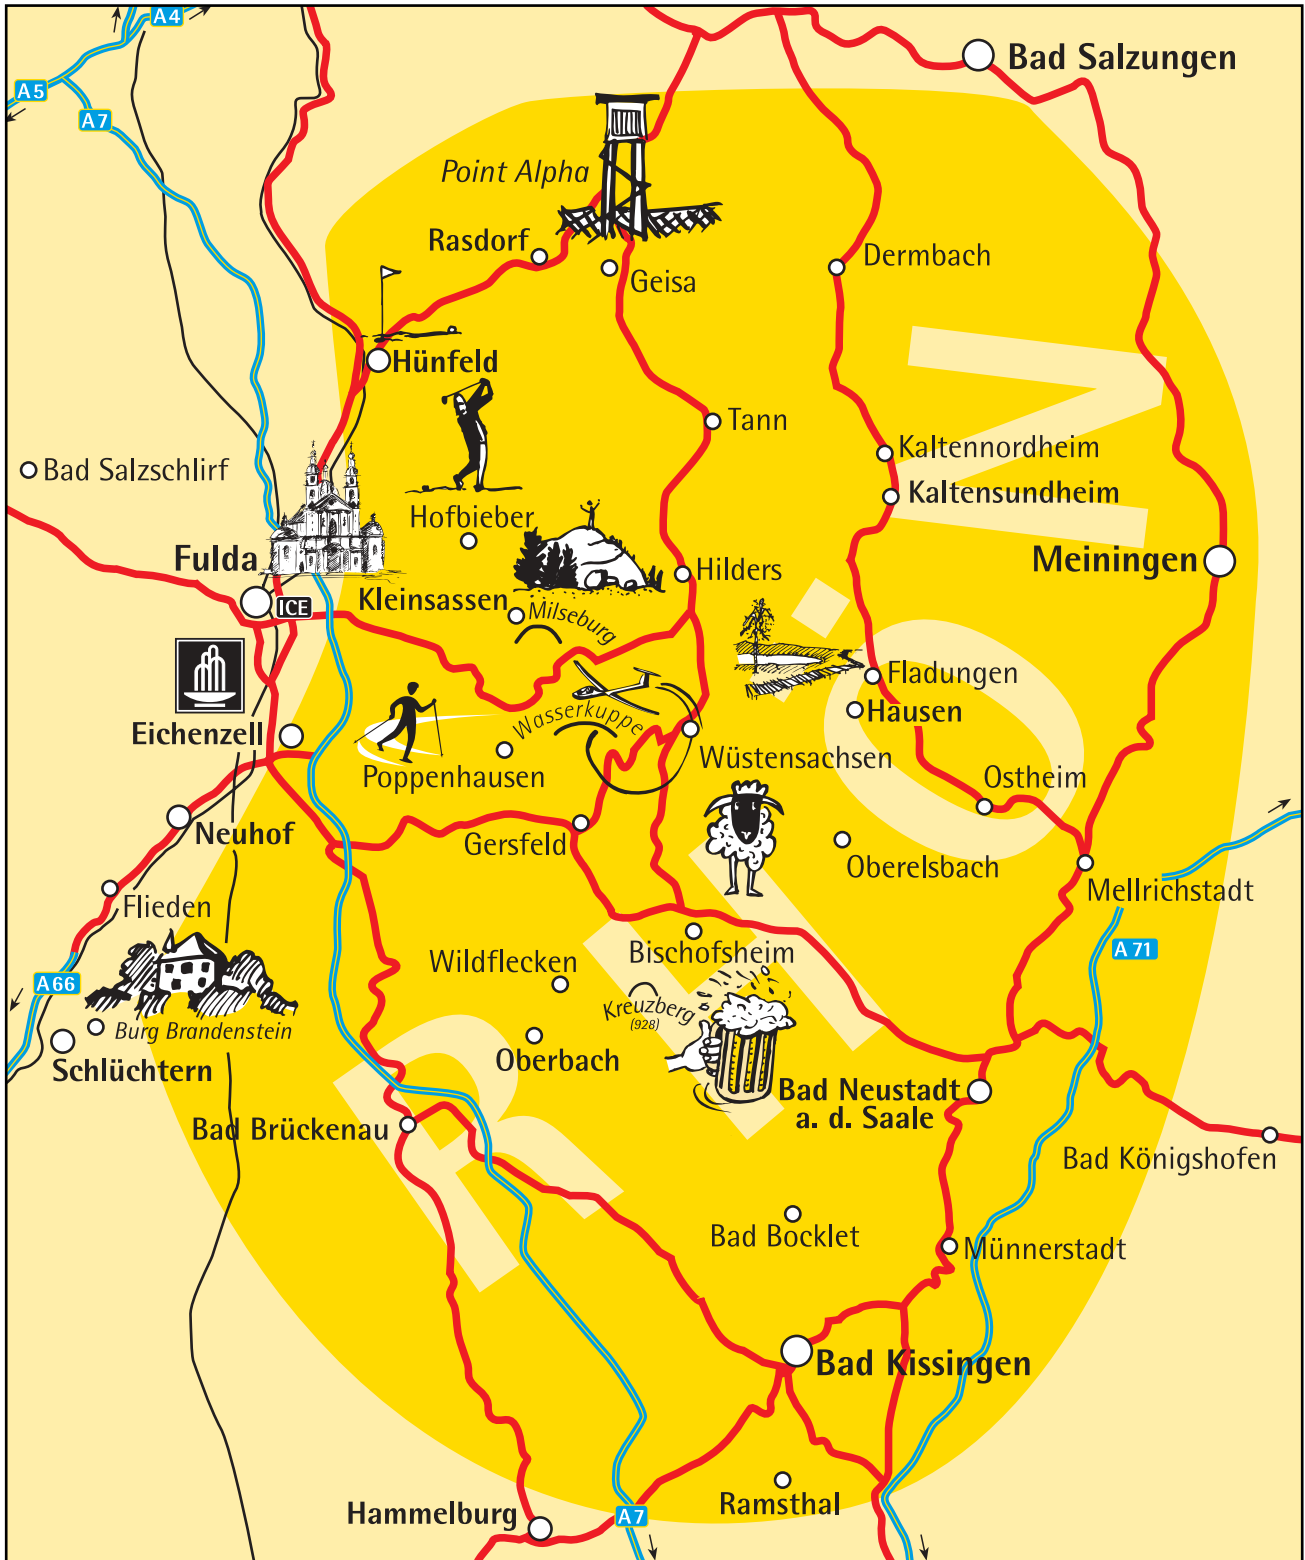 A4
A5
A7
Bad Salzungen
Point Alpha
Rasdorf
Geisa
Dermbach
Hünfeld
Tann
Kaltennordheim
Kaltensundheim
Bad Salzschlirf
Hofbieber
Fulda
ICE
Meiningen
Hilders
Kleinsassen
Milseburg
Fladungen
Hausen
Eichenzell
Wasserkuppe
Poppenhausen
Wüstensachsen
Ostheim
Neuhof
Gersfeld
Oberelsbach
Mellrichstadt
Flieden
A 71
Bischofsheim
Wildflecken
A66
Kreuzberg
(928)
Burg Brandenstein
Oberbach
Schlüchtern
Bad Neustadt
a. d. Saale
Bad Brückenau
Bad Königshofen
Bad Bocklet
Münnerstadt
Bad Kissingen
Ramsthal
Hammelburg
A7
RHÖN